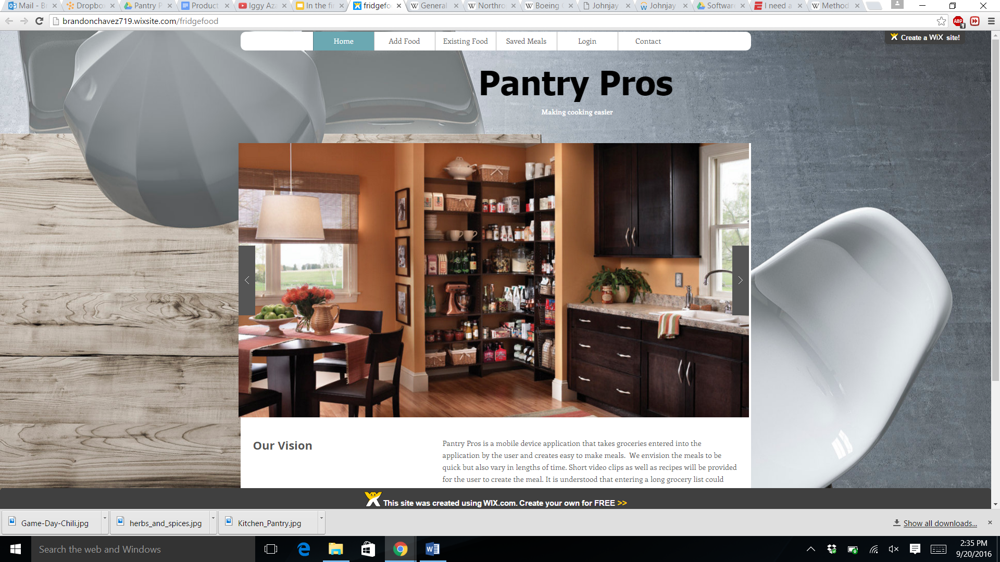 Mail - B
Dropbo
Pantry P
Product
Iggy Aza
In the fi
fridgefo
General
Northro
Boeing
Johnjay
Johnjay
Software
I need a
Method
brandonchavez719.wixsite.com/fridgefood
ABP
1
Home
Add Food
Existing Food
Saved Meals
Login
Contact
Create a WiX site!
Pantry Pros
Making cooking easier
Our Vision
Pantry Pros is a mobile device application that takes groceries entered into the
application by the user and creates easy to make meals.  We envision the meals to be
quick but also vary in lengths of time. Short video clips as well as recipes will be provided
for the user to create the meal. It is understood that entering a long grocery list could
This site was created using WIX.com. Create your own for FREE >>
Game-Day-Chili.jpg
herbs_and_spices.jpg
Kitchen_Pantry.jpg
Show all downloads...
Search the web and Windows
2:35 PM
9/20/2016